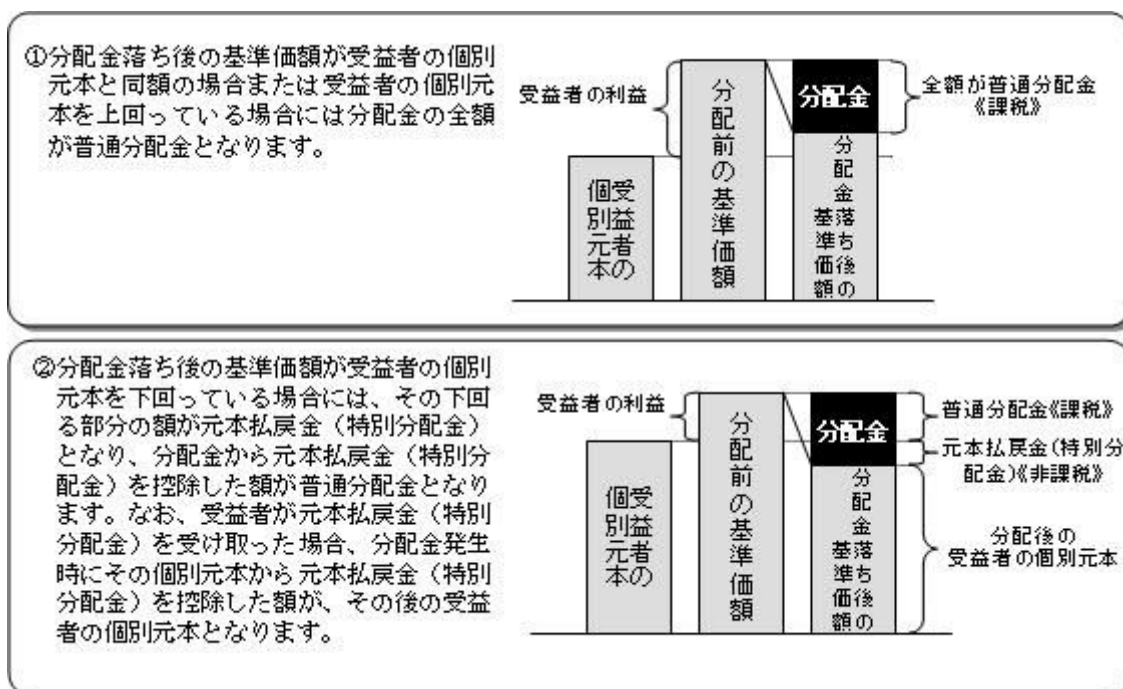 ①分配金落ち後の基準価額が受益者の個別
元本と同額の場合または受益者の個別元
本を上回っている場合には分配金の全額
が普通分配金となります。
受益者の利益
受益者の
個別元本
分配前の基準価額
分配金
分配金落ち後の
基準価額
全額が普通分配金
《課税》
②分配金落ち後の基準価額が受益者の個別
元本を下回っている場合には、その下回
る部分の額が元本払戻金（特別分配金）
となり、分配金から元本払戻金（特別分
配金）を控除した額が普通分配金となり
ます。なお、受益者が元本払戻金（特別
分配金）を受け取った場合、分配金発生
時にその個別元本から元本払戻金（特別
分配金）を控除した額が、その後の受益
者の個別元本となります。
受益者の利益
受益者の
個別元本
分配前の基準価額
分配金
分配金落ち後の
基準価額
普通分配金《課税》
元本払戻金（特別分
配金）《非課税》
分配後の
受益者の個別元本